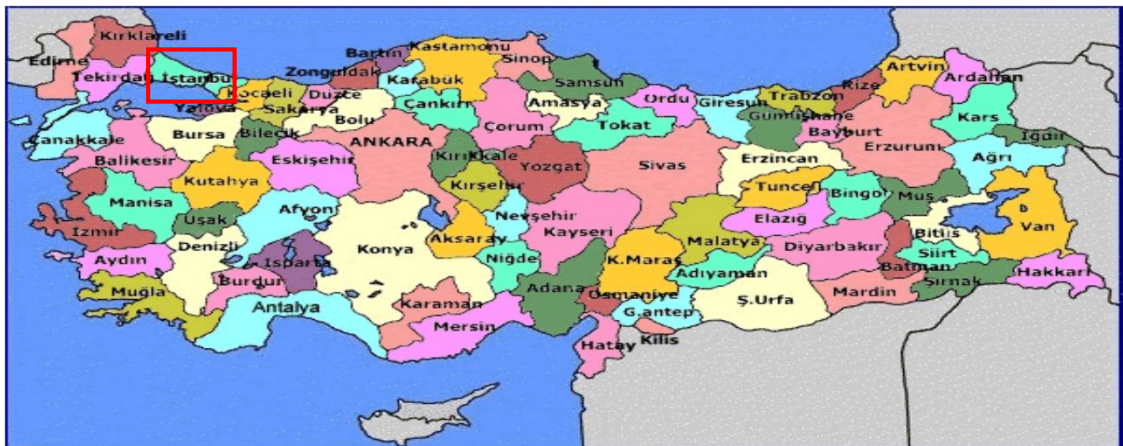 Kırklareli
Edirne
Tekirdağ
İstanbul
Kocaeli
Yalova
Sakarya
Düzce
Zonguldak
Bartın
Karabük
Kastamonu
Sinop
Samsun
Ordu
Giresun
Trabzon
Rize
Artvin
Ardahan
Kars
Iğdır
Çanakkale
Bursa
Bilecik
Bolu
Çankırı
Çorum
Amasya
Tokat
Gümüşhane
Bayburt
Erzurum
Ağrı
Balikesir
Kutahya
Eskişehir
ANKARA
Kırıkkale
Yozgat
Sivas
Erzincan
Manisa
Uşak
Afyon
Kırşehir
Nevşehir
Kayseri
Malatya
Elazığ
Tuncel
Bingol
Muş
Bitlis
Van
İzmir
Aydın
Denizli
Isparta
Konya
Aksaray
Niğde
K.Maraş
Adıyaman
Diyarbakır
Batman
Siirt
Şırnak
Hakkari
Muğla
Burdur
Antalya
Karaman
Mersin
Adana
Osmaniye
G.antep
Ş.Urfa
Mardin
Hatay
Kilis